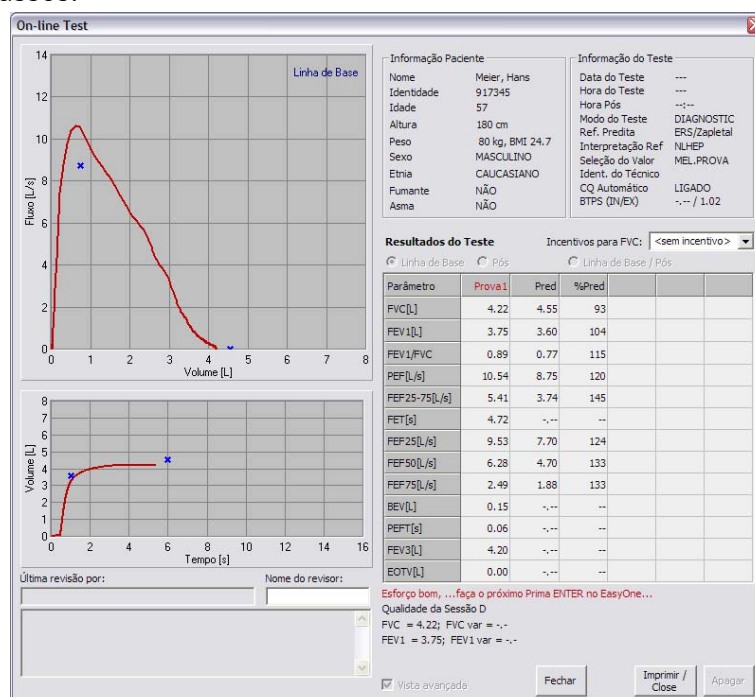 On-line Test
14
12
10
8
6
4
2
0
Fluxo [L/s]
Linha de Base
0 1 2 3 4 5 6 7 8
Volume [L]
8
7
6
5
4
3
2
1
0
Volume [L]
0 2 4 6 8 10 12 14 16
Tempo [s]
Última revisão por:
Nome do revisor:
Informação Paciente
Nome Meier, Hans
Identidade 917345
Idade 57
Altura 180 cm
Peso 80 kg, BMI 24.7
Sexo MASCULINO
Etnia CAUCASIANO
Fumante NÃO
Asma NÃO
Informação do Teste
Data do Teste ---
Hora do Teste ---
Hora Pós --:--
Modo do Teste DIAGNOSTIC
Ref. Predita ERS/Zapletal
Interpretação Ref NLHEP
Seleção do Valor MEL.PROVA
Ident. do Técnico
CQ Automático LIGADO
BTPS (IN/EX) -.-- / 1.02
Resultados do Teste
Incentivos para FVC: <sem incentivo>
Linha de Base Pós Linha de Base / Pós
Parâmetro Prova1 Pred %Pred
FVC[L] 4.22 4.55 93
FEV1[L] 3.75 3.60 104
FEV1/FVC 0.89 0.77 115
PEF[L/s] 10.54 8.75 120
FEF25-75[L/s] 5.41 3.74 145
FET[s] 4.72 -.-- --
FEF25[L/s] 9.53 7.70 124
FEF50[L/s] 6.28 4.70 133
FEF75[L/s] 2.49 1.88 133
BEV[L] 0.15 -.-- --
PEFT[s] 0.06 -.-- --
FEV3[L] 4.20 -.-- --
EOTV[L] 0.00 -.-- --
Esforço bom, ...faça o próximo Prima ENTER no EasyOne...
Qualidade da Sessão D
FVC = 4.22; FVC var = -.-
FEV1 = 3.75; FEV1 var = -.-
Vista avançada
Fechar
Imprimir /
Close
Apagar